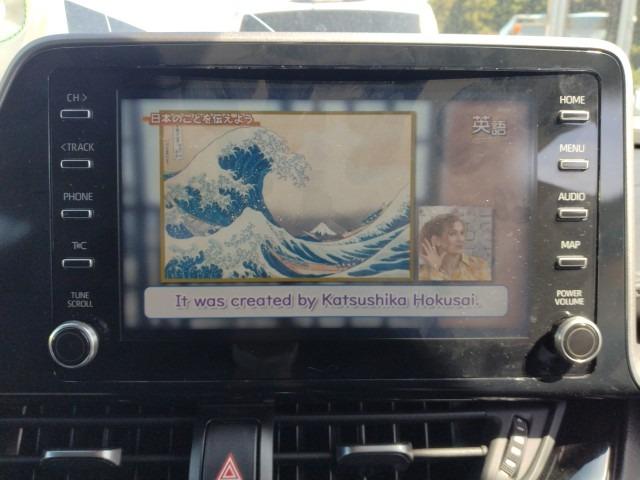 CH >
<TRACK
PHONE
T||C
TUNE
SCROLL
日本のことを伝えよう
英語
It was created by Katsushika Hokusai.
HOME
MENU
AUDIO
MAP
POWER
VOLUME